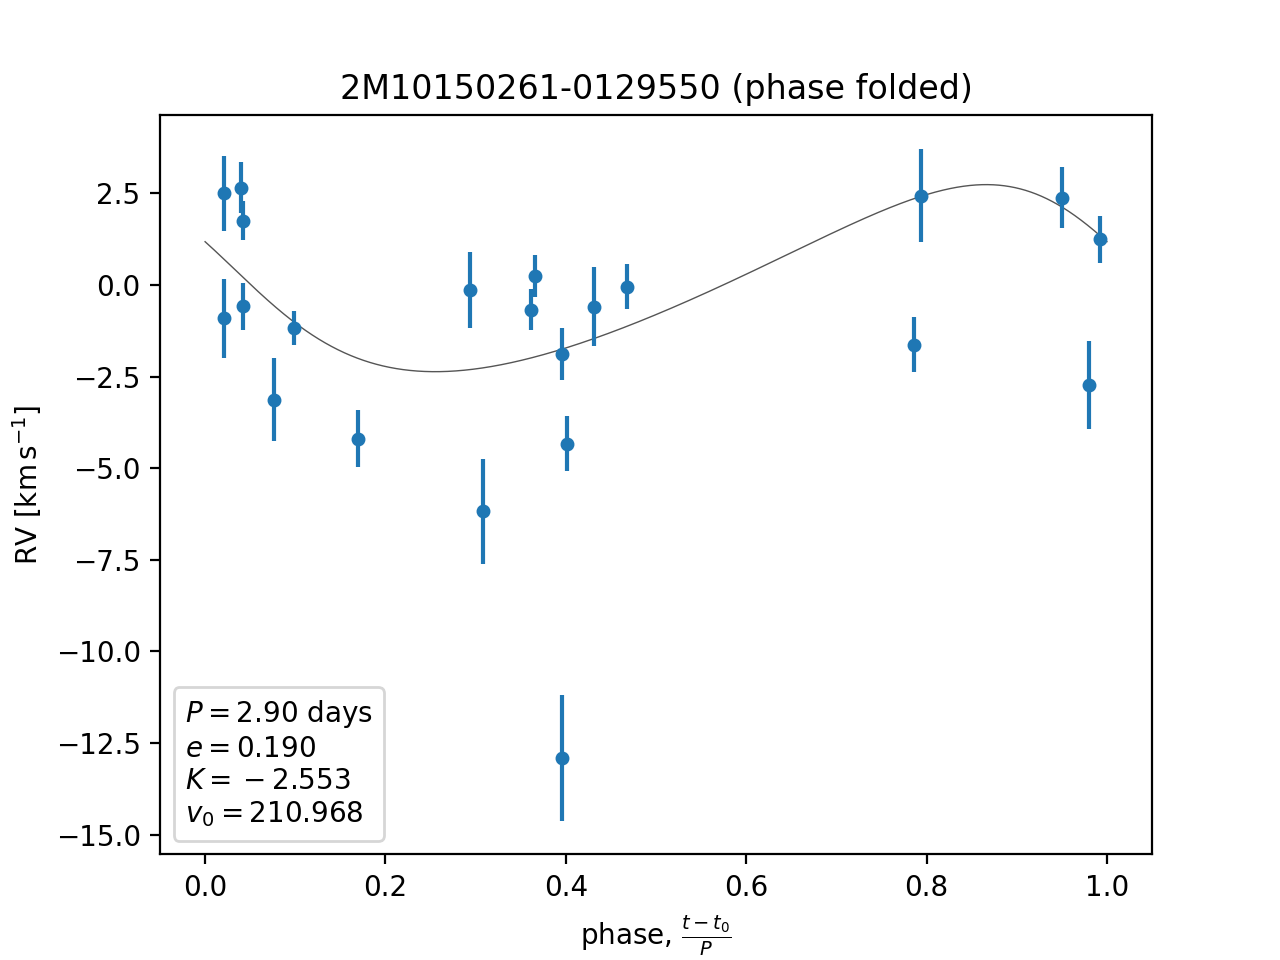 2M10150261-0129550 (phase folded)
RV [km s⁻¹]
2.5
0.0
−2.5
−5.0
−7.5
−10.0
−12.5
−15.0
P = 2.90 days
e = 0.190
K = −2.553
v₀ = 210.968
0.0 0.2 0.4 0.6 0.8 1.0
phase, (t − t₀)/P